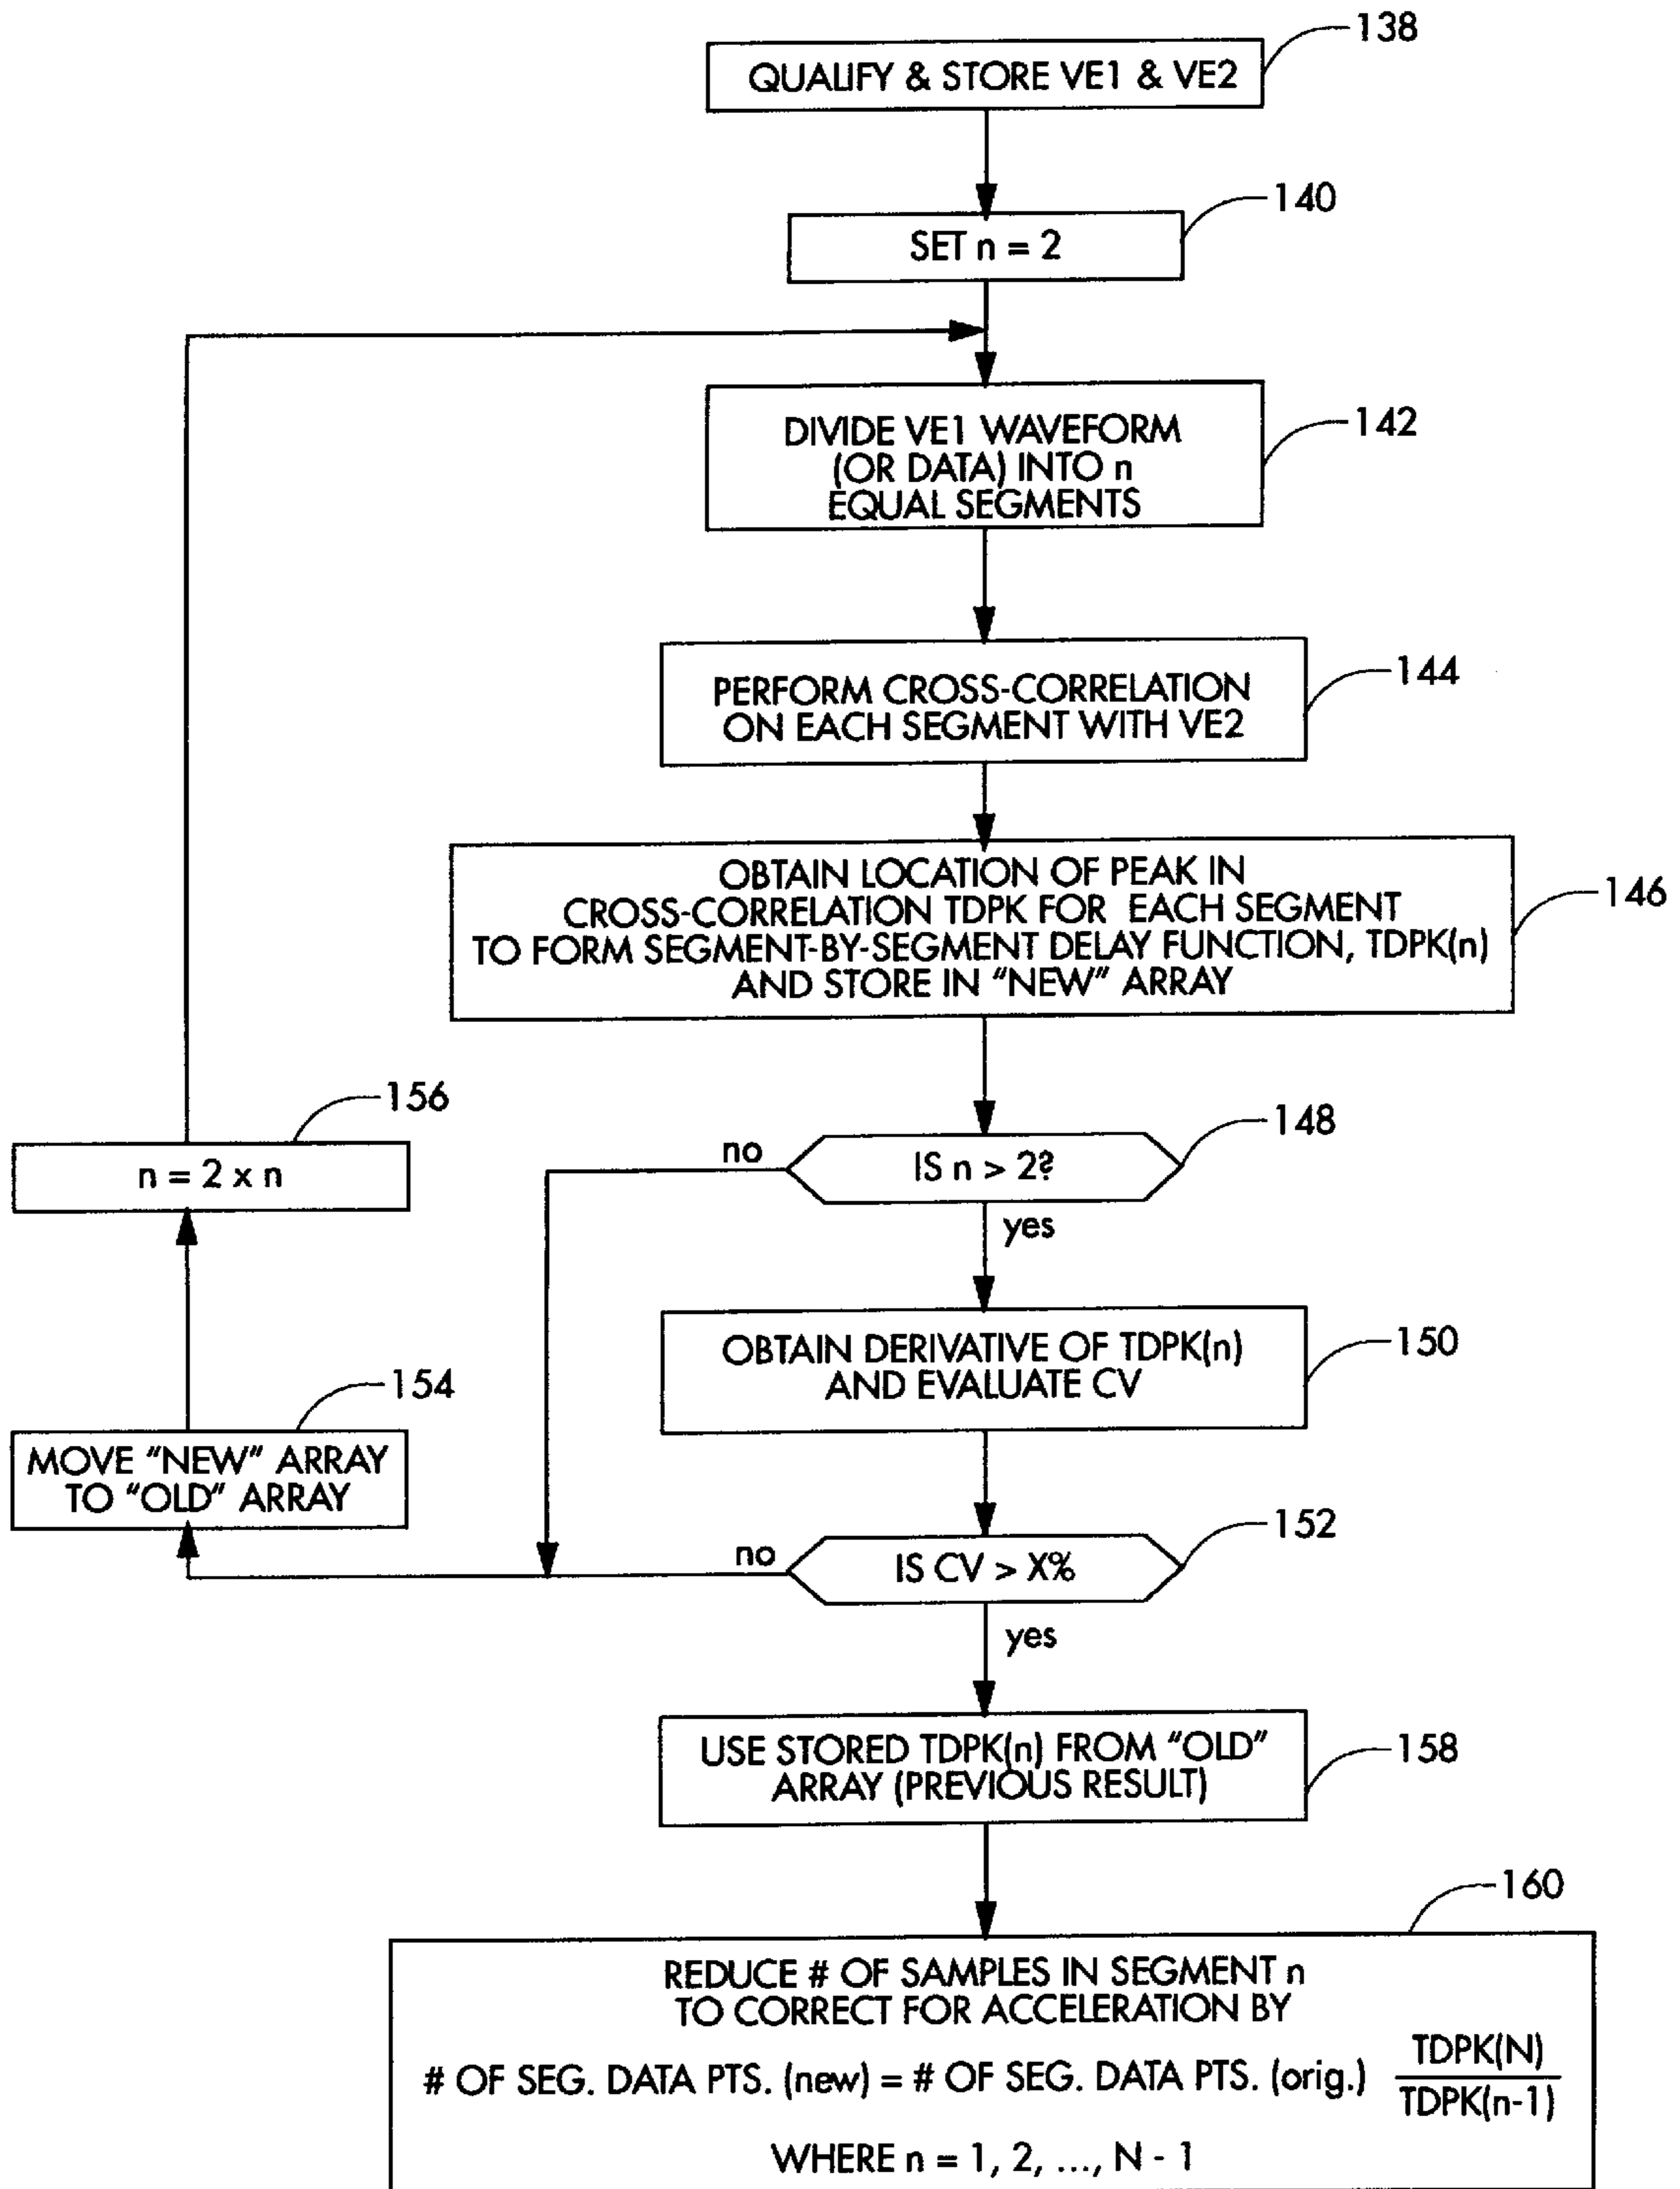 138
QUALIFY & STORE VE1 & VE2
140
SET n = 2
142
DIVIDE VE1 WAVEFORM
(OR DATA) INTO n
EQUAL SEGMENTS
144
PERFORM CROSS-CORRELATION
ON EACH SEGMENT WITH VE2
146
OBTAIN LOCATION OF PEAK IN
CROSS-CORRELATION TDPK FOR EACH SEGMENT
TO FORM SEGMENT-BY-SEGMENT DELAY FUNCTION, TDPK(n)
AND STORE IN "NEW" ARRAY
156
n = 2 x n
148
no
IS n > 2?
yes
150
OBTAIN DERIVATIVE OF TDPK(n)
AND EVALUATE CV
154
MOVE "NEW" ARRAY
TO "OLD" ARRAY
152
no
IS CV > X%
yes
158
USE STORED TDPK(n) FROM "OLD"
ARRAY (PREVIOUS RESULT)
160
REDUCE # OF SAMPLES IN SEGMENT n
TO CORRECT FOR ACCELERATION BY
# OF SEG. DATA PTS. (new) = # OF SEG. DATA PTS. (orig.) TDPK(N)
TDPK(n-1)
WHERE n = 1, 2, ..., N - 1